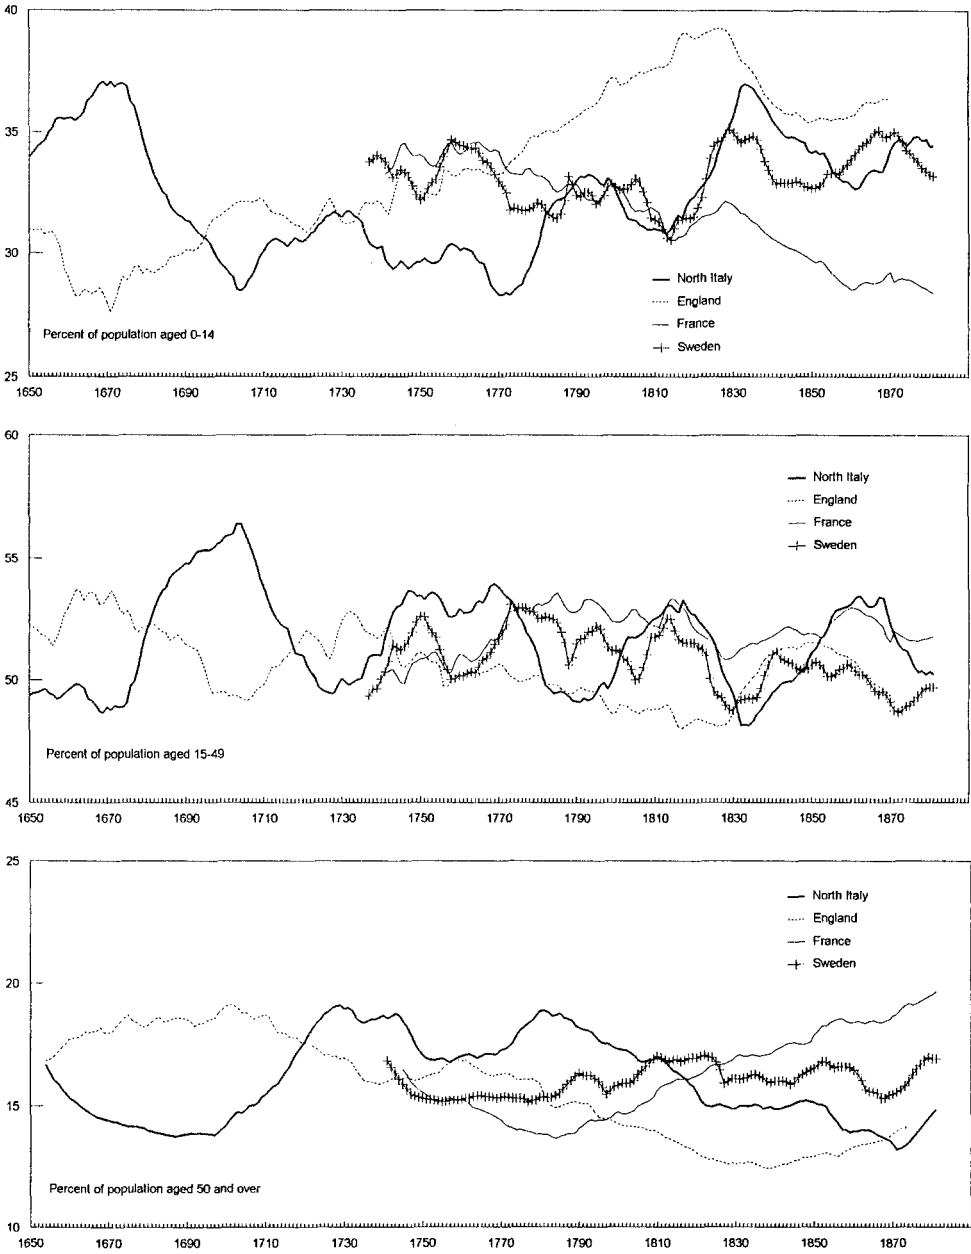 40
35
30
25
North Italy
England
France
Sweden
Percent of population aged 0-14
1650 1670 1690 1710 1730 1750 1770 1790 1810 1830 1850 1870
60
55
50
45
North Italy
England
France
Sweden
Percent of population aged 15-49
1650 1670 1690 1710 1730 1750 1770 1790 1810 1830 1850 1870
25
20
15
10
North Italy
England
France
Sweden
Percent of population aged 50 and over
1650 1670 1690 1710 1730 1750 1770 1790 1810 1830 1850 1870